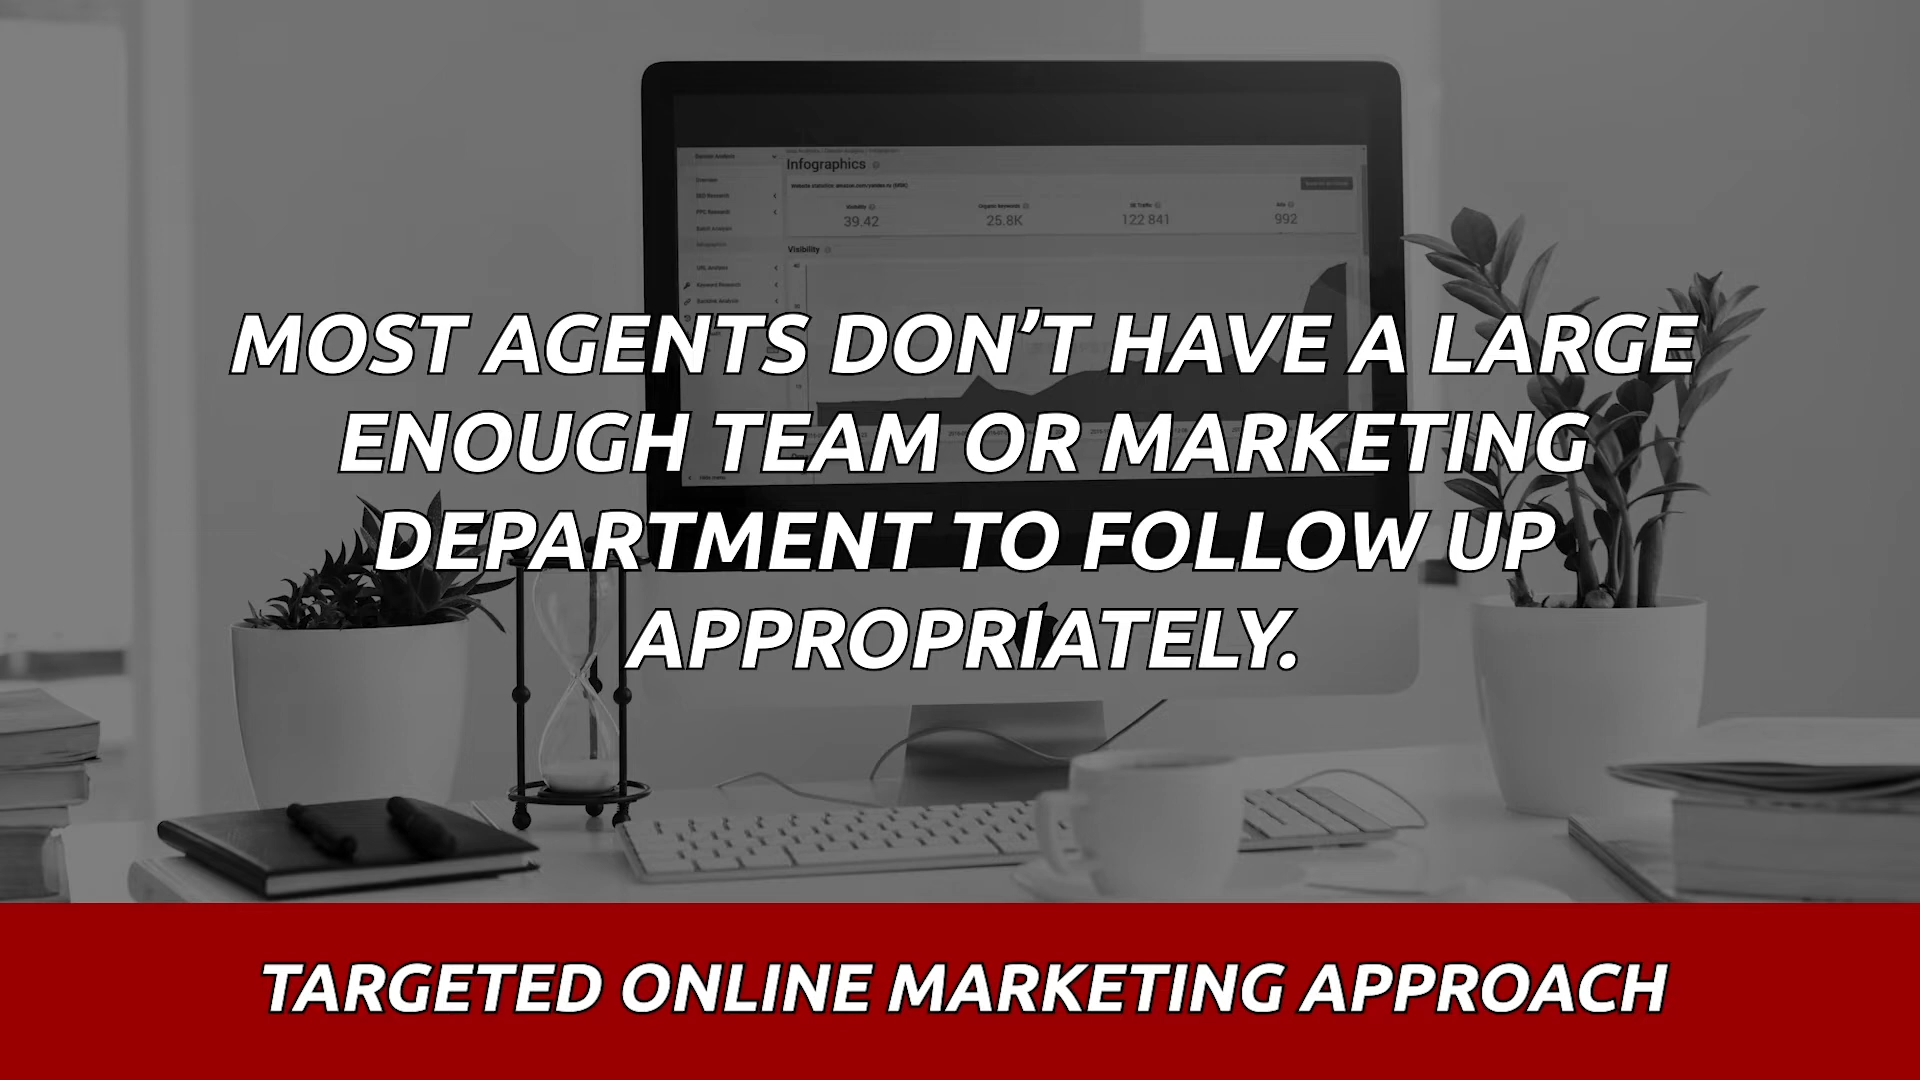 Infographics
39.42
25.8K
122 841
992
Visibility
MOST AGENTS DON’T HAVE A LARGE
ENOUGH TEAM OR MARKETING
DEPARTMENT TO FOLLOW UP
APPROPRIATELY.
TARGETED ONLINE MARKETING APPROACH